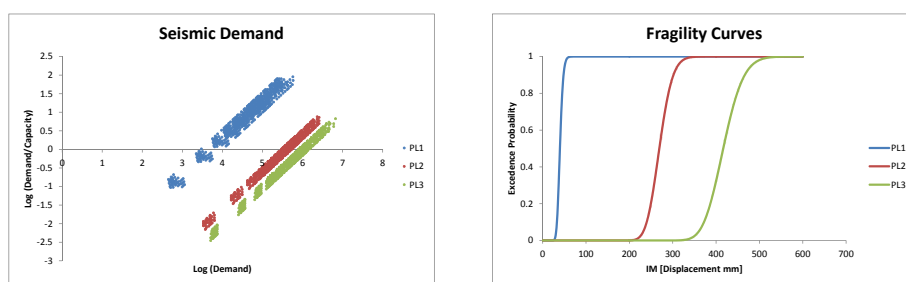 Seismic Demand
2.5
2
1.5
1
0.5
0
-0.5
-1
-1.5
-2
-2.5
-3
0 1 2 3 4 5 6 7 8
Log (Demand/Capacity)
Log (Demand)
PL1
PL2
PL3
Fragility Curves
1
0.8
0.6
0.4
0.2
0
0 100 200 300 400 500 600 700
Excedence Probability
IM [Displacement mm]
PL1
PL2
PL3